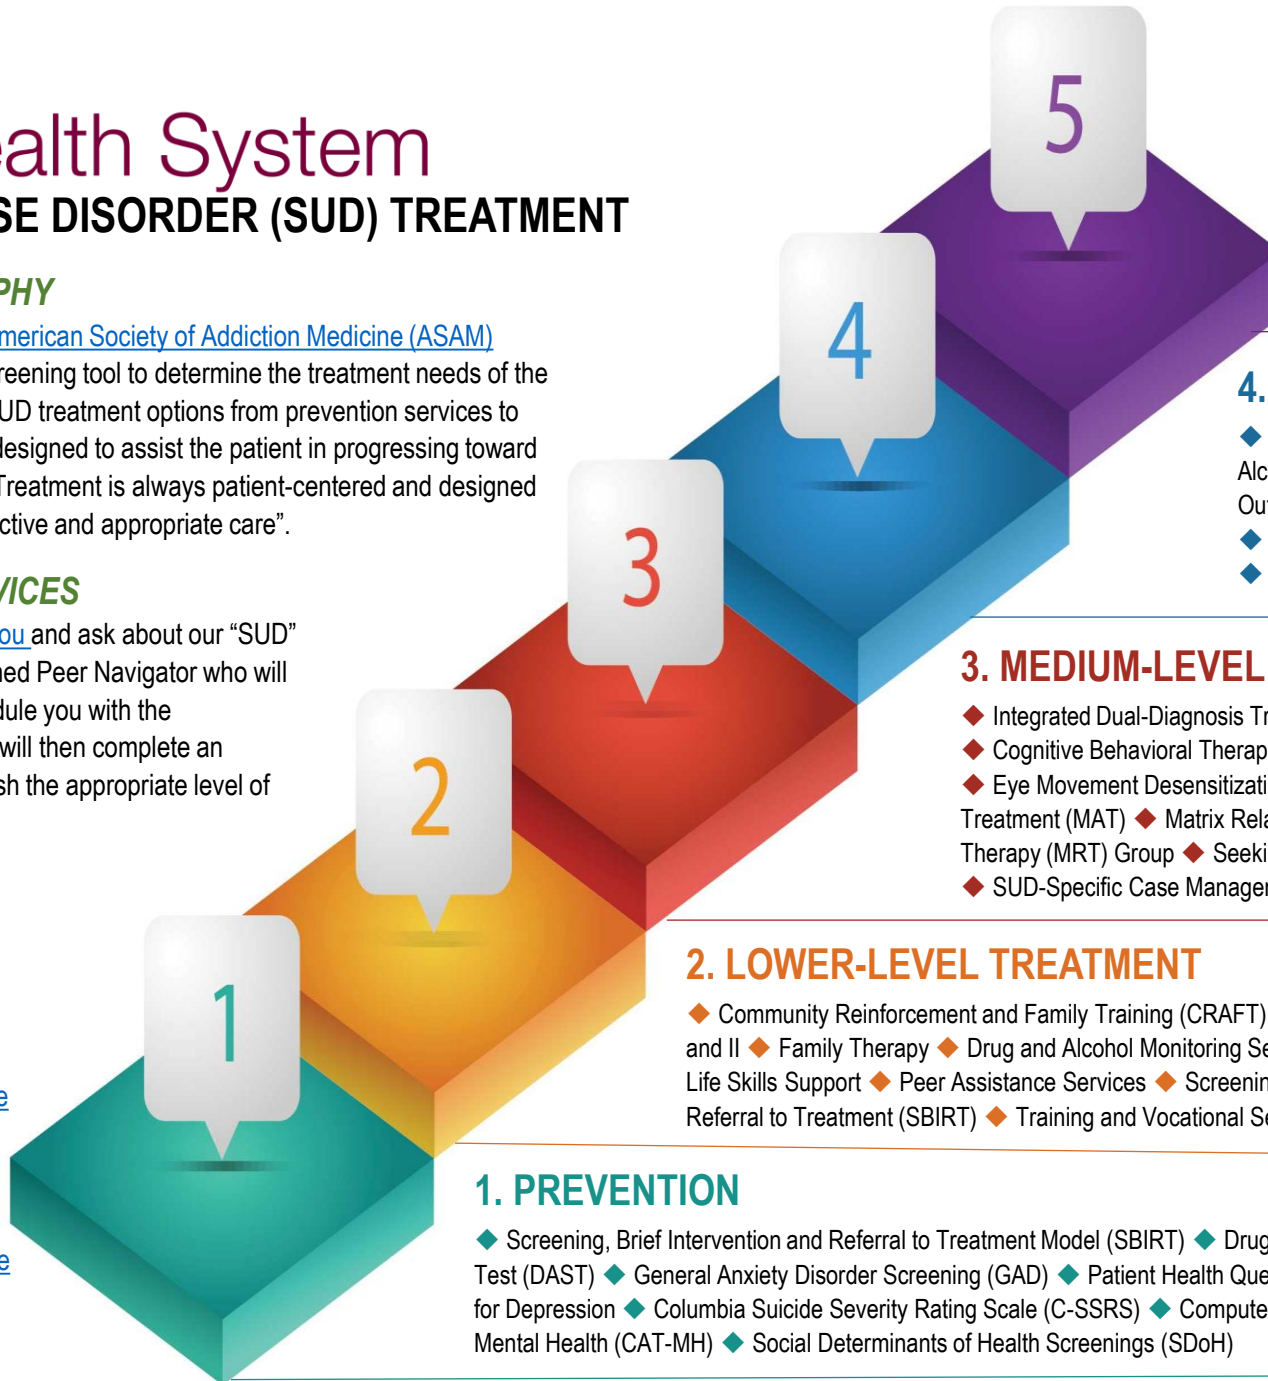 ealth System
SE DISORDER (SUD) TREATMENT
PHY
merican Society of Addiction Medicine (ASAM)
reening tool to determine the treatment needs of the
UD treatment options from prevention services to
designed to assist the patient in progressing toward
Treatment is always patient-centered and designed
ctive and appropriate care”.
VICES
ou and ask about our “SUD”
ned Peer Navigator who will
dule you with the
will then complete an
sh the appropriate level of
e
e
5
4
3
2
1
4.
Alc
Out
3. MEDIUM-LEVEL
◆ Integrated Dual-Diagnosis Tr
◆ Cognitive Behavioral Therap
◆ Eye Movement Desensitizati
Treatment (MAT) ◆ Matrix Rela
Therapy (MRT) Group ◆ Seeki
◆ SUD-Specific Case Manager
2. LOWER-LEVEL TREATMENT
◆ Community Reinforcement and Family Training (CRAFT)
and II ◆ Family Therapy ◆ Drug and Alcohol Monitoring Se
Life Skills Support ◆ Peer Assistance Services ◆ Screenin
Referral to Treatment (SBIRT) ◆ Training and Vocational Se
1. PREVENTION
◆ Screening, Brief Intervention and Referral to Treatment Model (SBIRT) ◆ Drug
Test (DAST) ◆ General Anxiety Disorder Screening (GAD) ◆ Patient Health Que
for Depression ◆ Columbia Suicide Severity Rating Scale (C-SSRS) ◆ Compute
Mental Health (CAT-MH) ◆ Social Determinants of Health Screenings (SDoH)